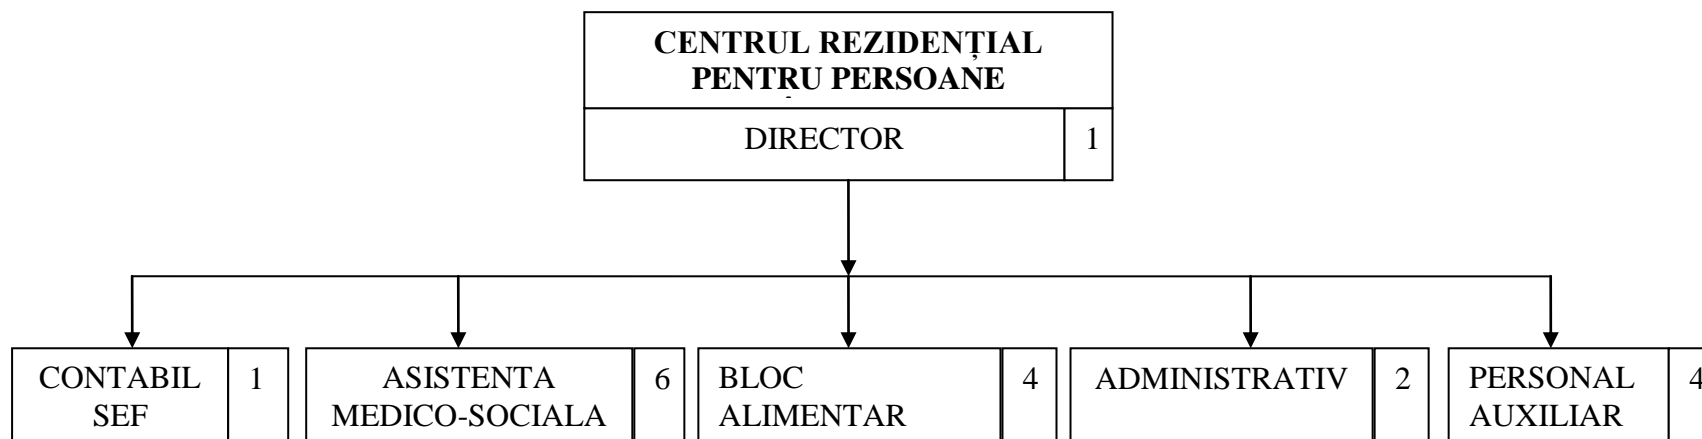 CENTRUL REZIDENȚIAL
PENTRU PERSOANE
DIRECTOR 1
CONTABIL
SEF
1
ASISTENTA
MEDICO-SOCIALA
6
BLOC
ALIMENTAR
4
ADMINISTRATIV 2
PERSONAL
AUXILIAR
4